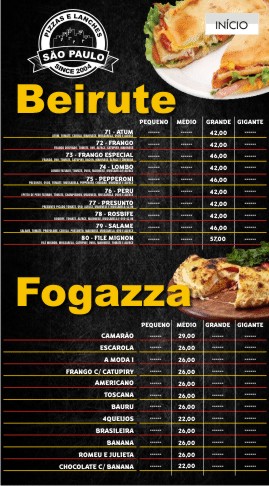 INÍCIO
PIZZAS E LANCHES
SÃO PAULO
SINCE 2004
Beirute
PEQUENO MÉDIO GRANDE GIGANTE
71 - ATUM ------ ------ 42,00 ------
72 - FRANGO ------ ------ 42,00 ------
73 - FRANGO ESPECIAL ------ ------ 46,00 ------
74 - LOMBO ------ ------ 42,00 ------
75 - PEPPERONI ------ ------ 46,00 ------
76 - PERU ------ ------ 42,00 ------
77 - PRESUNTO ------ ------ 42,00 ------
78 - ROSBIFE ------ ------ 42,00 ------
79 - SALAME ------ ------ 46,00 ------
80 - FILE MIGNON ------ ------ 57,00 ------
Fogazza
PEQUENO MÉDIO GRANDE GIGANTE
CAMARÃO ------ 29,00 ------ ------
ESCAROLA ------ 26,00 ------ ------
A MODA I ------ 26,00 ------ ------
FRANGO C/ CATUPIRY ------ 26,00 ------ ------
AMERICANO ------ 26,00 ------ ------
TOSCANA ------ 26,00 ------ ------
BAURU ------ 26,00 ------ ------
4QUEIJOS ------ 22,00 ------ ------
BRASILEIRA ------ 26,00 ------ ------
BANANA ------ 26,00 ------ ------
ROMEU E JULIETA ------ 26,00 ------ ------
CHOCOLATE C/ BANANA ------ 22,00 ------ ------